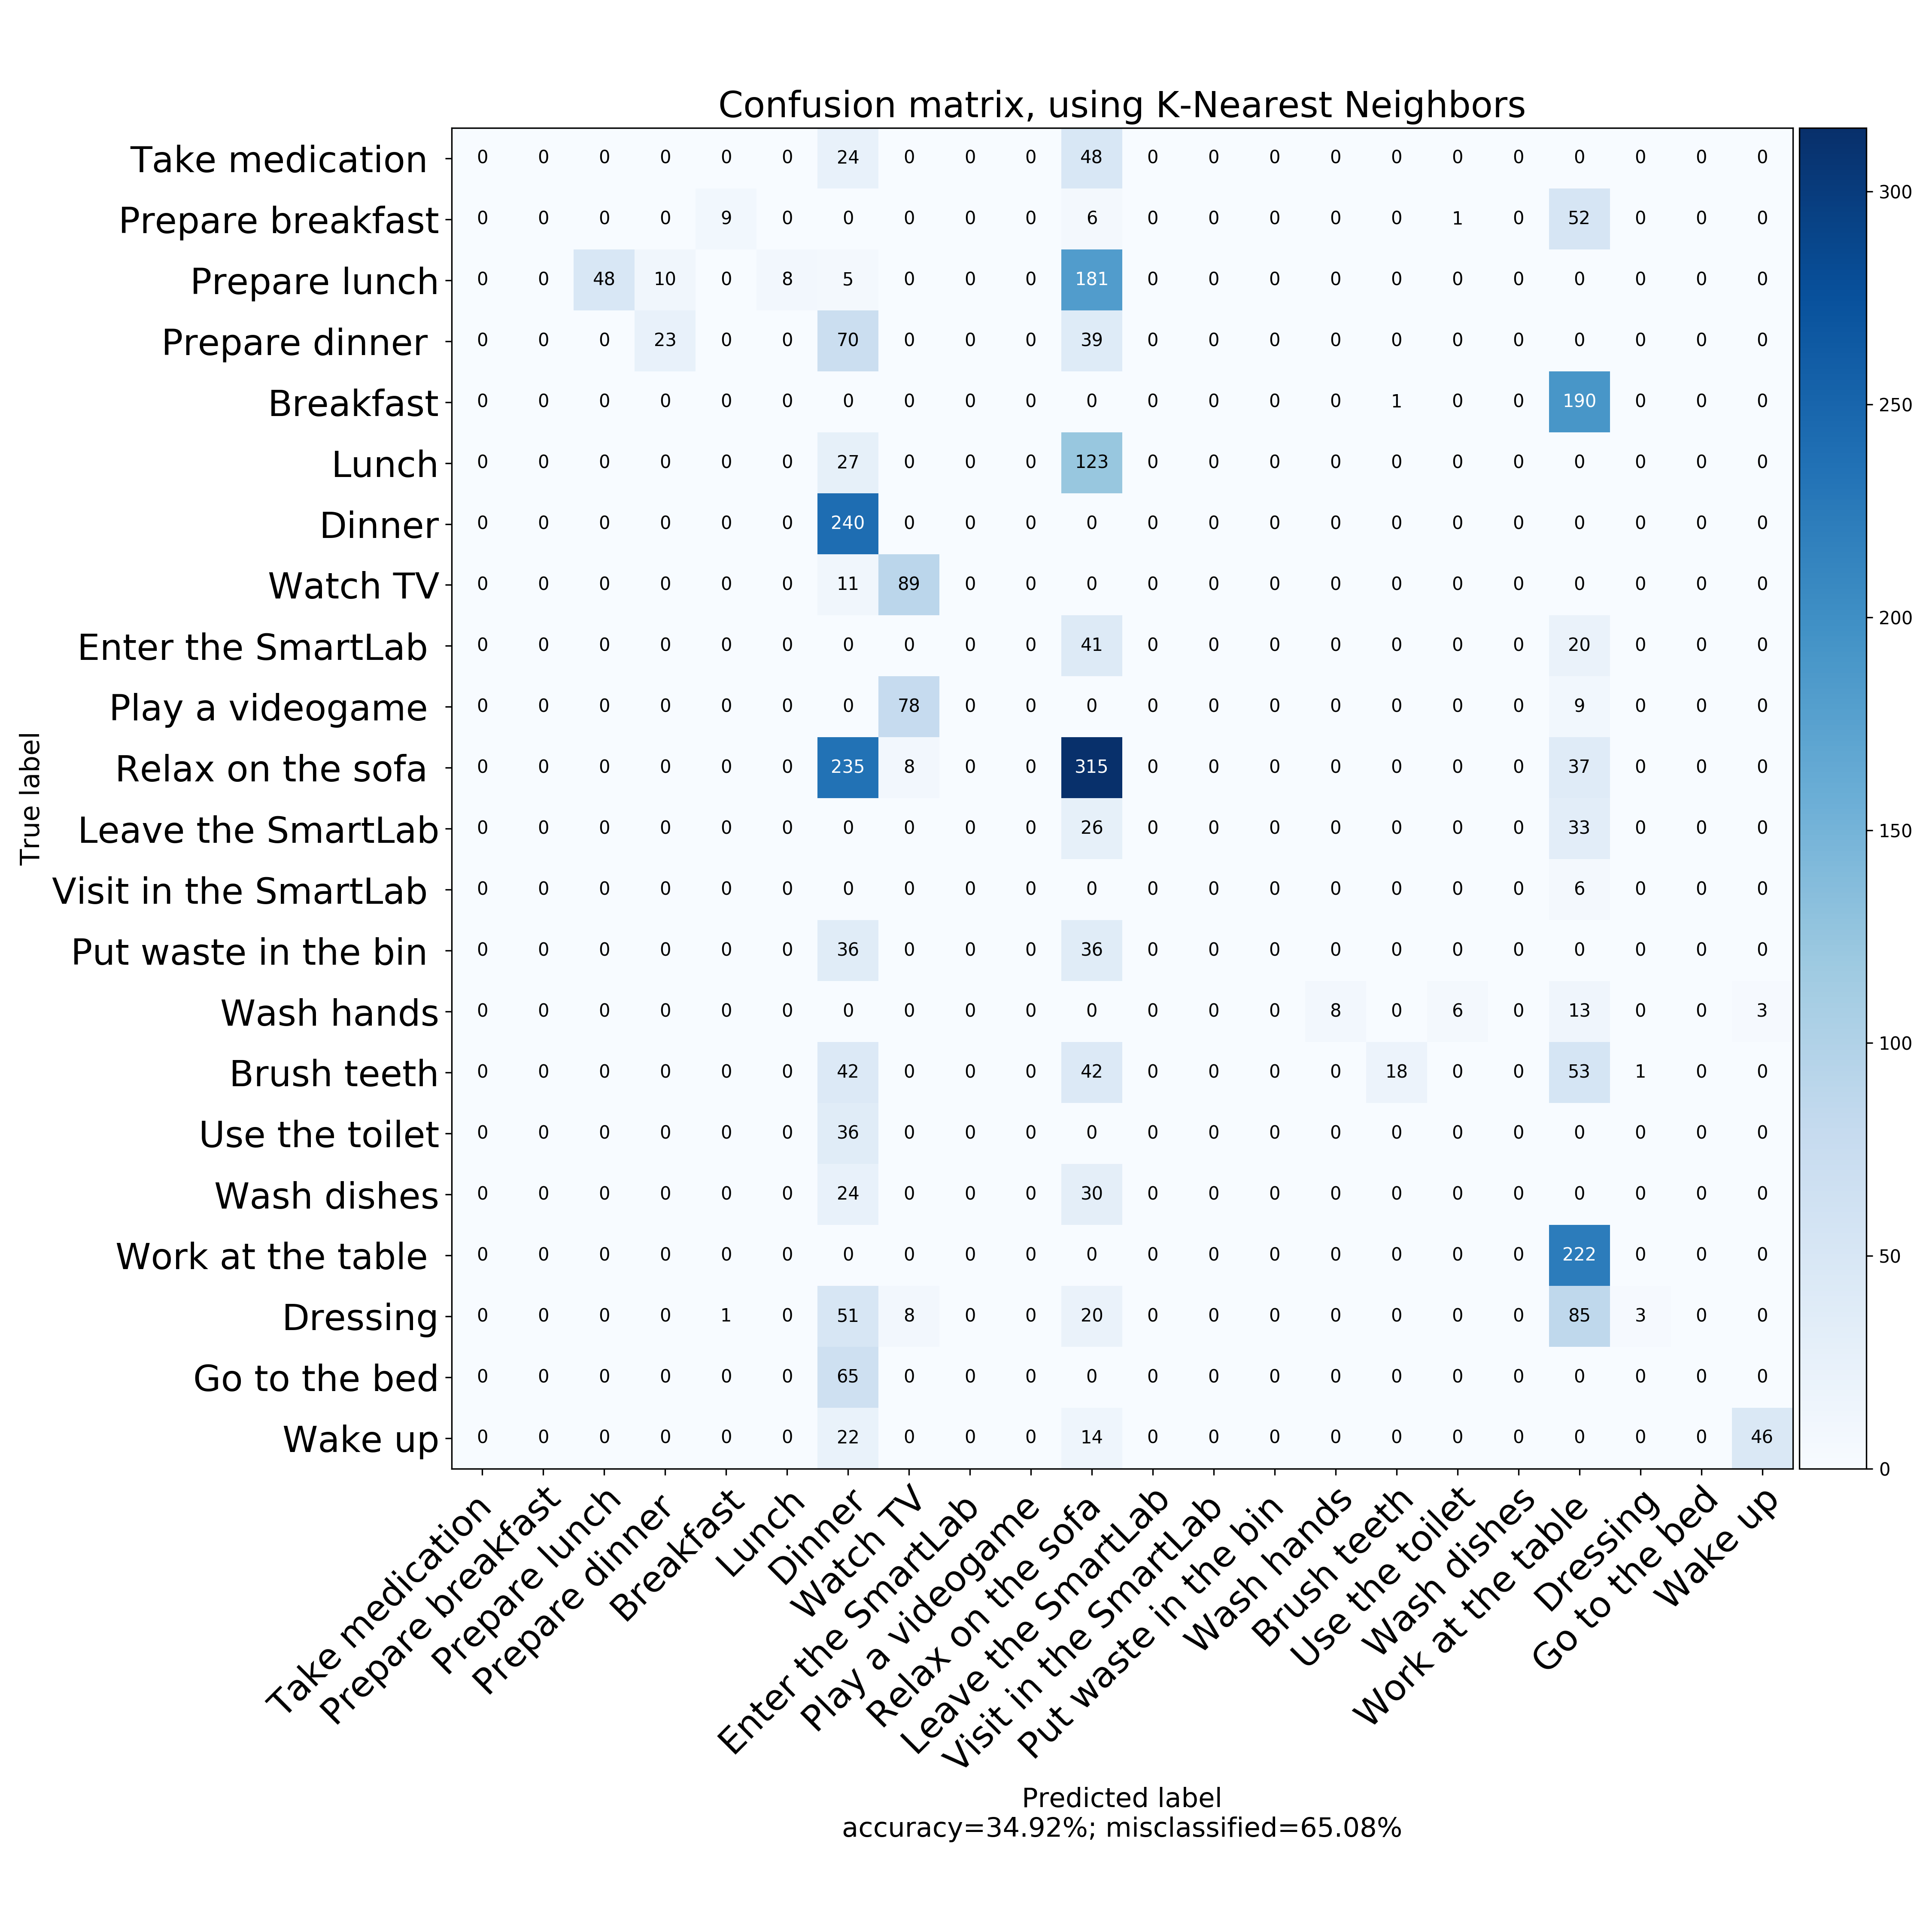 Confusion matrix, using K-Nearest Neighbors
Take medication 0 0 0 0 0 0 24 0 0 0 48 0 0 0 0 0 0 0 0 0 0 0
Prepare breakfast 0 0 0 0 9 0 0 0 0 0 6 0 0 0 0 0 1 0 52 0 0 0
Prepare lunch 0 0 48 10 0 8 5 0 0 0 181 0 0 0 0 0 0 0 0 0 0 0
Prepare dinner 0 0 0 23 0 0 70 0 0 0 39 0 0 0 0 0 0 0 0 0 0 0
Breakfast 0 0 0 0 0 0 0 0 0 0 0 0 0 0 0 1 0 0 190 0 0 0
Lunch 0 0 0 0 0 0 27 0 0 0 123 0 0 0 0 0 0 0 0 0 0 0
Dinner 0 0 0 0 0 0 240 0 0 0 0 0 0 0 0 0 0 0 0 0 0 0
Watch TV 0 0 0 0 0 0 11 89 0 0 0 0 0 0 0 0 0 0 0 0 0 0
Enter the SmartLab 0 0 0 0 0 0 0 0 0 0 41 0 0 0 0 0 0 0 20 0 0 0
Play a videogame 0 0 0 0 0 0 0 78 0 0 0 0 0 0 0 0 0 0 9 0 0 0
Relax on the sofa 0 0 0 0 0 0 235 8 0 0 315 0 0 0 0 0 0 0 37 0 0 0
Leave the SmartLab 0 0 0 0 0 0 0 0 0 0 26 0 0 0 0 0 0 0 33 0 0 0
Visit in the SmartLab 0 0 0 0 0 0 0 0 0 0 0 0 0 0 0 0 0 0 6 0 0 0
Put waste in the bin 0 0 0 0 0 0 36 0 0 0 36 0 0 0 0 0 0 0 0 0 0 0
Wash hands 0 0 0 0 0 0 0 0 0 0 0 0 0 0 8 0 6 0 13 0 0 3
Brush teeth 0 0 0 0 0 0 42 0 0 0 42 0 0 0 0 18 0 0 53 1 0 0
Use the toilet 0 0 0 0 0 0 36 0 0 0 0 0 0 0 0 0 0 0 0 0 0 0
Wash dishes 0 0 0 0 0 0 24 0 0 0 30 0 0 0 0 0 0 0 0 0 0 0
Work at the table 0 0 0 0 0 0 0 0 0 0 0 0 0 0 0 0 0 0 222 0 0 0
Dressing 0 0 0 0 1 0 51 8 0 0 20 0 0 0 0 0 0 0 85 3 0 0
Go to the bed 0 0 0 0 0 0 65 0 0 0 0 0 0 0 0 0 0 0 0 0 0 0
Wake up 0 0 0 0 0 0 22 0 0 0 14 0 0 0 0 0 0 0 0 0 0 46
True label
300
250
200
150
100
50
0
Take medication
Prepare breakfast
Prepare lunch
Prepare dinner
Breakfast
Lunch
Dinner
Watch TV
Enter the SmartLab
Play a videogame
Relax on the sofa
Leave the SmartLab
Visit in the SmartLab
Put waste in the bin
Wash hands
Brush teeth
Use the toilet
Wash dishes
Work at the table
Dressing
Go to the bed
Wake up
Predicted label
accuracy=34.92%; misclassified=65.08%